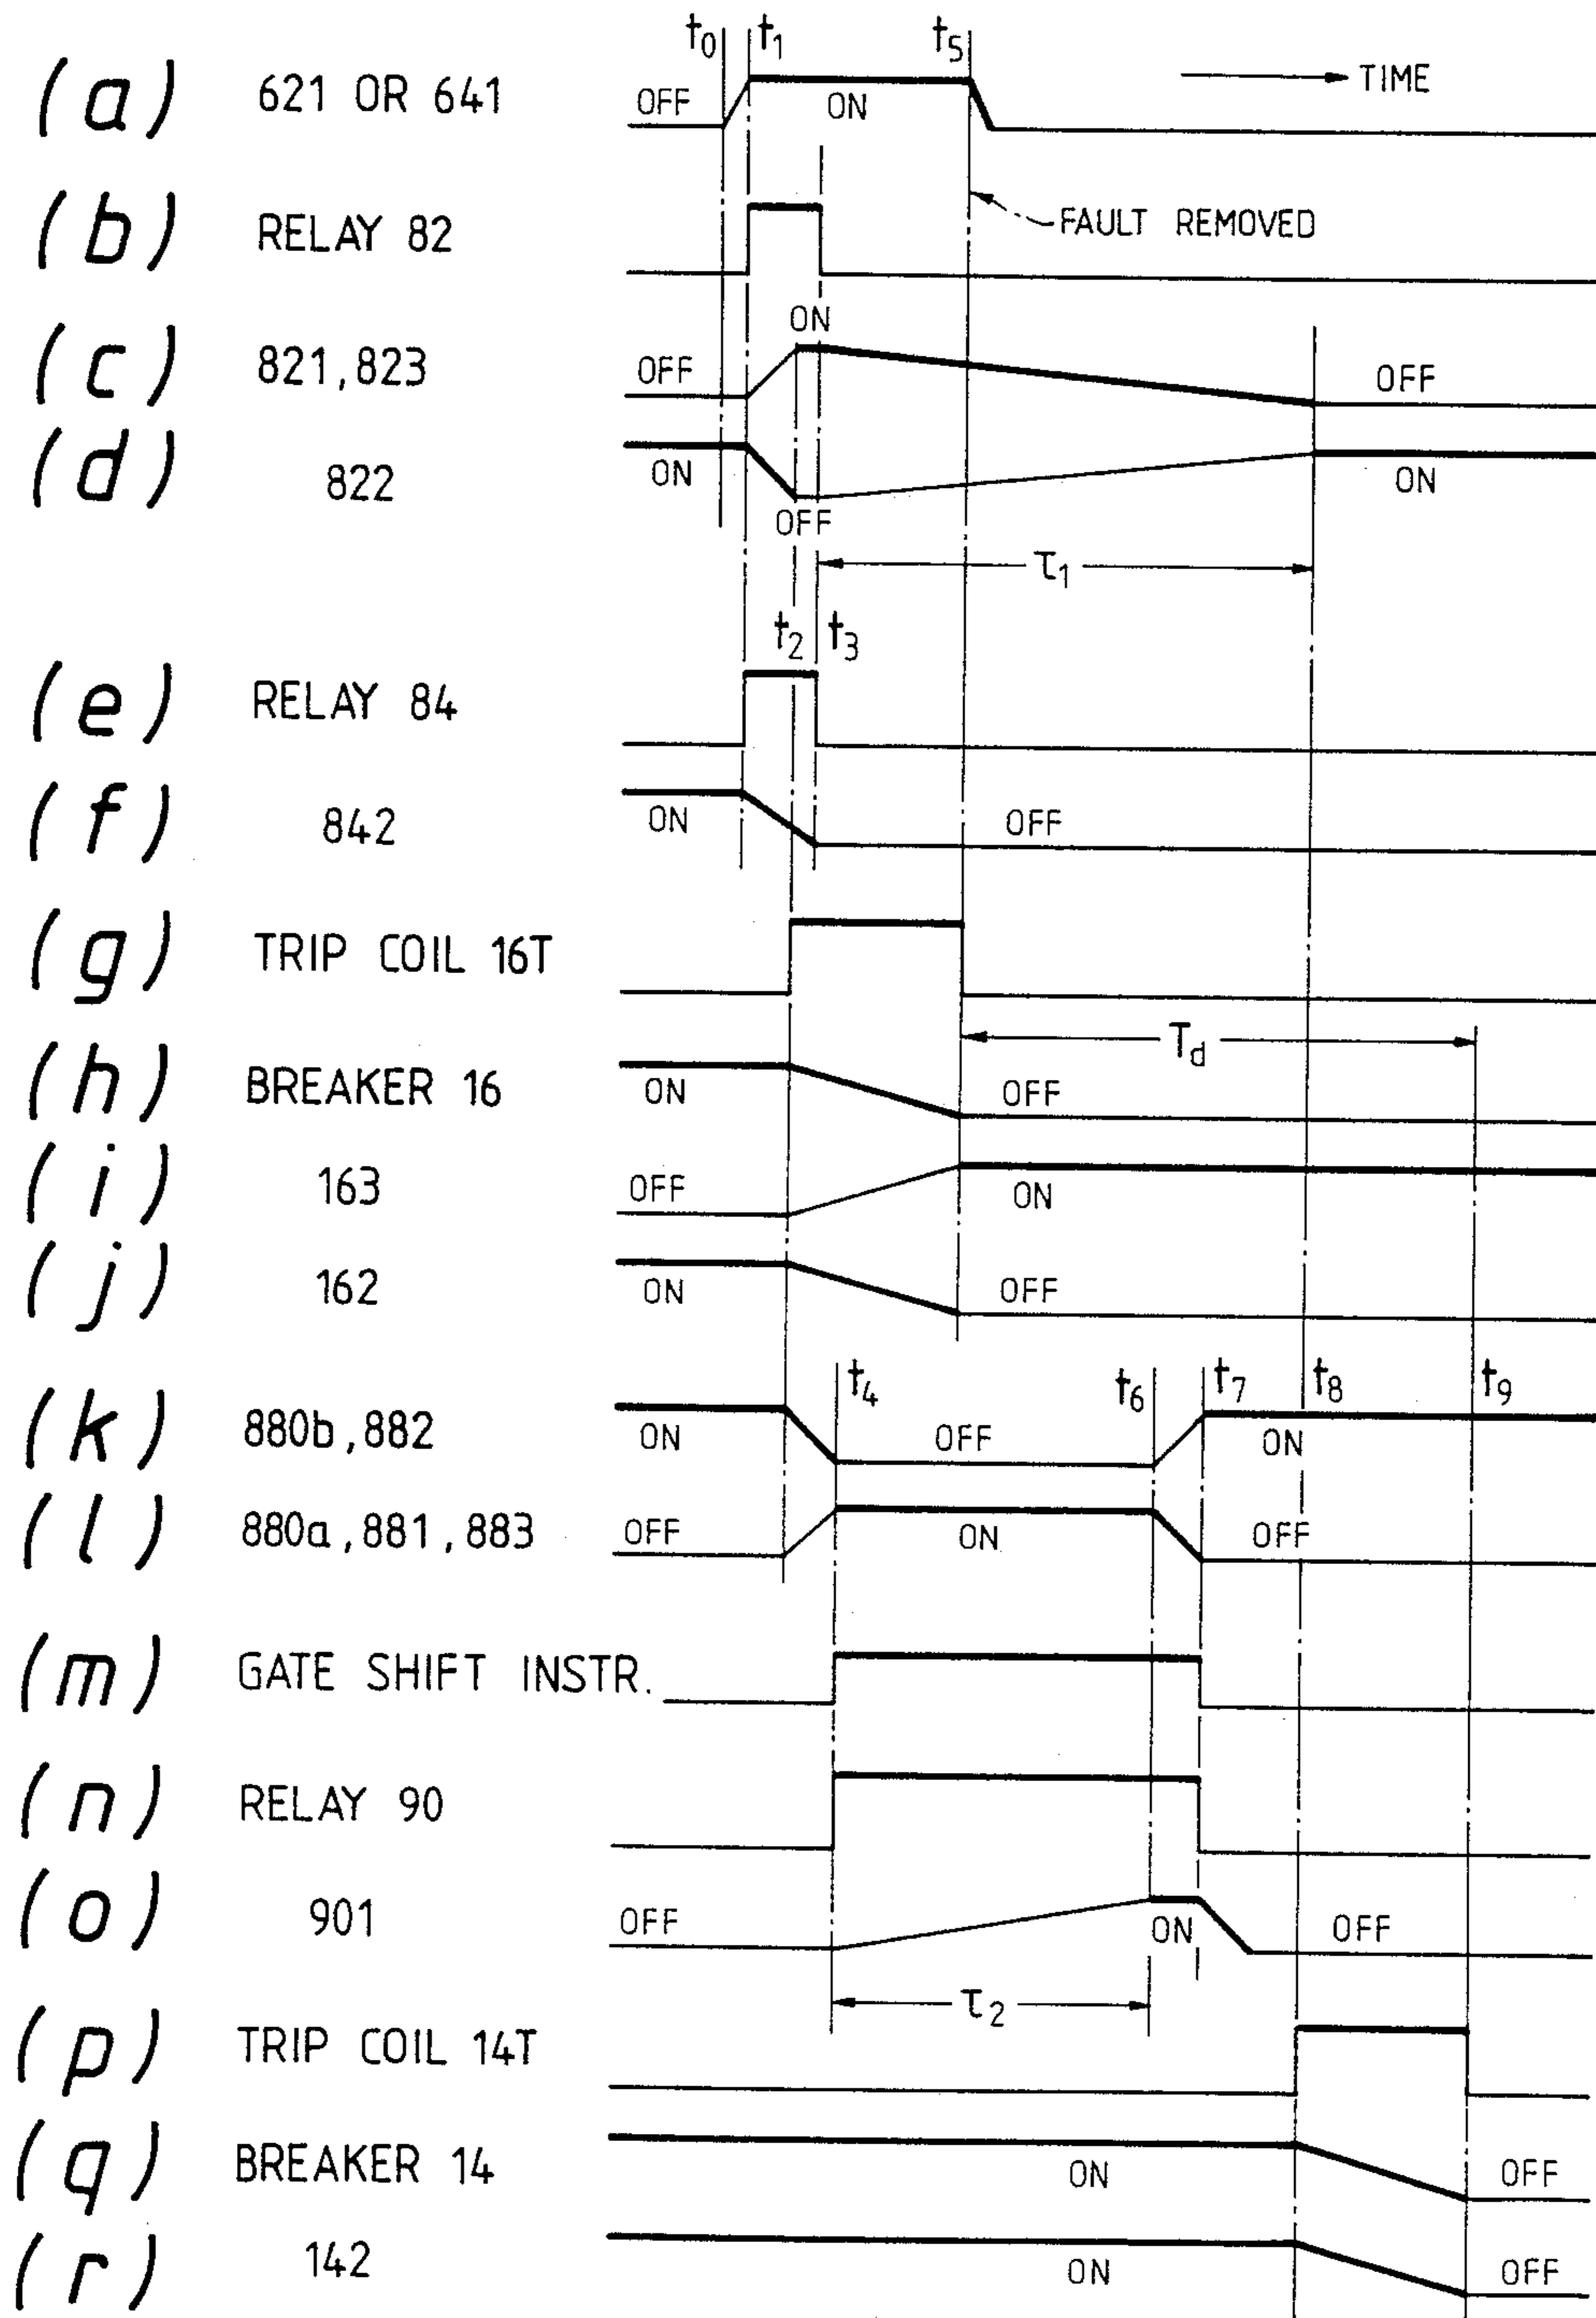 t0 t1 t5
(a) 621 OR 641 OFF ON → TIME
(b) RELAY 82 FAULT REMOVED
(c) 821,823 OFF ON OFF
(d) 822 ON OFF ON
τ1
t2 t3
(e) RELAY 84
(f) 842 ON OFF
(g) TRIP COIL 16T
Td
(h) BREAKER 16 ON OFF
(i) 163 OFF ON
(j) 162 ON OFF
t4 t6 t7 t8 t9
(k) 880b,882 ON OFF ON
(l) 880a,881,883 OFF ON OFF
(m) GATE SHIFT INSTR.
(n) RELAY 90
(o) 901 OFF ON OFF
τ2
(p) TRIP COIL 14T
(q) BREAKER 14 ON OFF
(r) 142 ON OFF